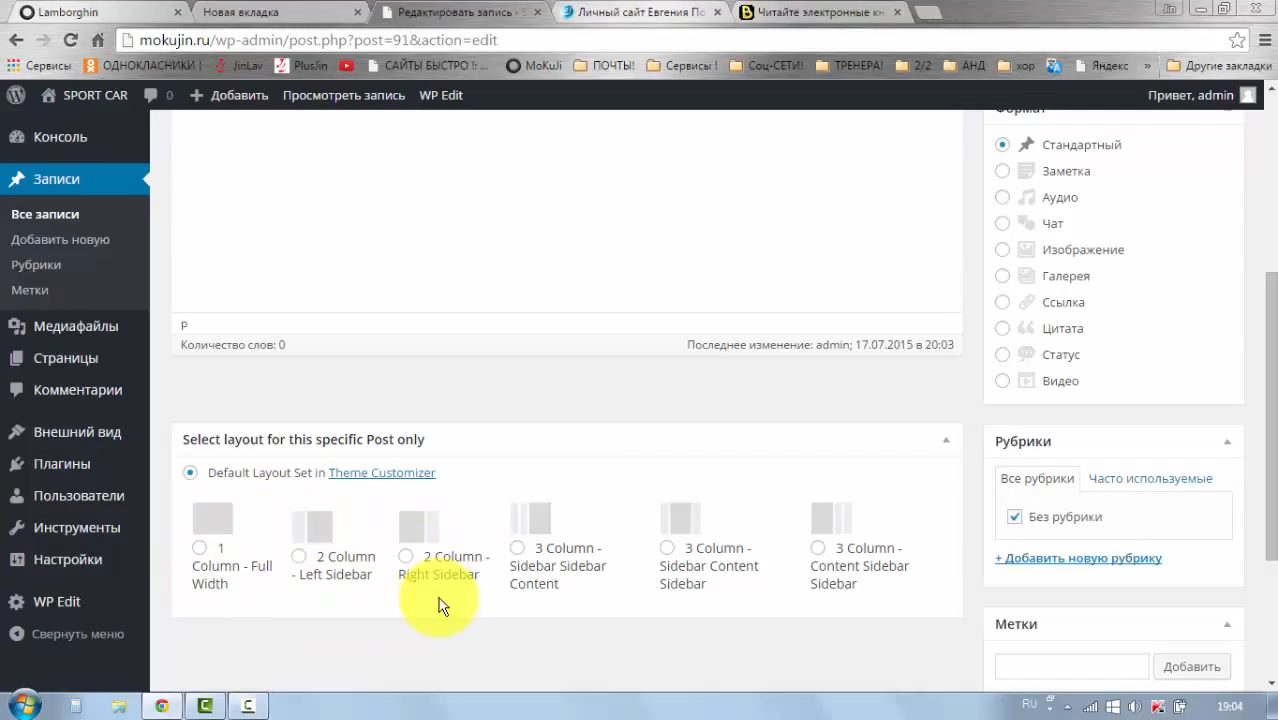 Lamborghin
Новая вкладка
Редактировать запись ‹ S
Личный сайт Евгения По
Читайте электронные кн
mokujin.ru/wp-admin/post.php?post=91&action=edit
Сервисы
ОДНОКЛАСНИКИ !
JinLav
PlusJin
САЙТЫ БЫСТРО !: ...
MoKuJi
ПОЧТЫ!
Сервисы !
Соц-СЕТИ!
ТРЕНЕРА!
2/2
АНД
хор
Яндекс
»
Другие закладки
SPORT CAR
0
Добавить
Просмотреть запись
WP Edit
Привет, admin
Консоль
Записи
Все записи
Добавить новую
Рубрики
Метки
Медиафайлы
Страницы
Комментарии
Внешний вид
Плагины
Пользователи
Инструменты
Настройки
WP Edit
Свернуть меню
p
Количество слов: 0
Последнее изменение: admin; 17.07.2015 в 20:03
Select layout for this specific Post only
Default Layout Set in Theme Customizer
1
Column - Full
Width
2 Column
- Left Sidebar
2 Column -
Right Sidebar
3 Column -
Sidebar Sidebar
Content
3 Column -
Sidebar Content
Sidebar
3 Column -
Content Sidebar
Sidebar
Формат
Стандартный
Заметка
Аудио
Чат
Изображение
Галерея
Ссылка
Цитата
Статус
Видео
Рубрики
Все рубрики
Часто используемые
Без рубрики
+ Добавить новую рубрику
Метки
Добавить
RU
19:04